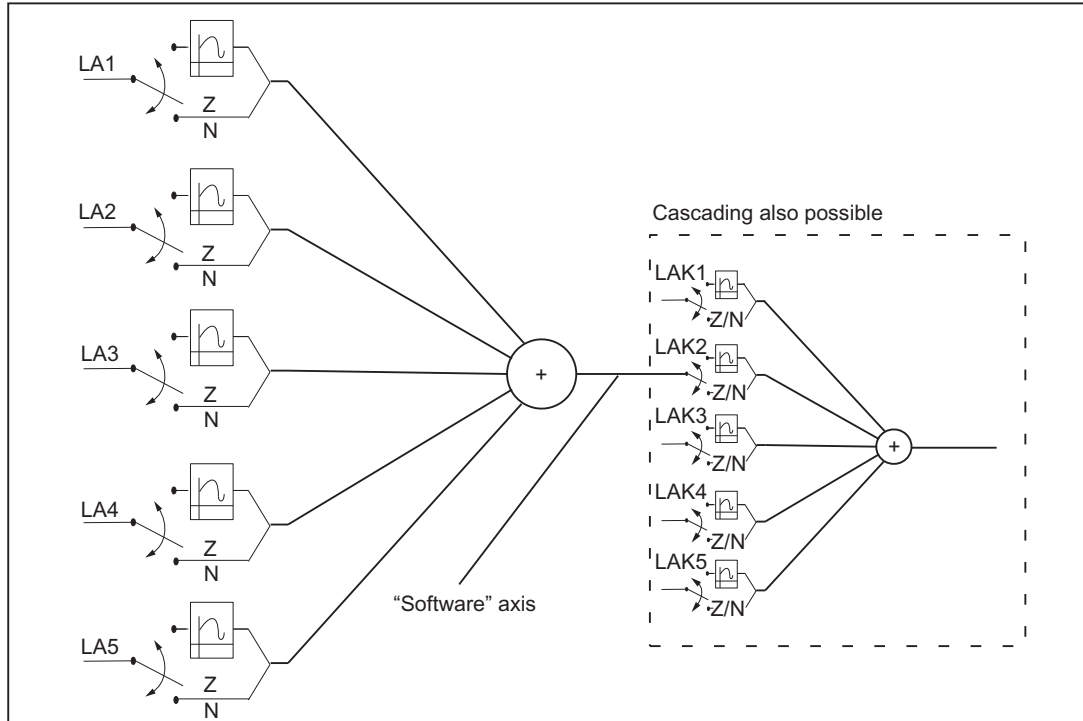 LA1
Z
N
LA2
Z
N
LA3
Z
N
LA4
Z
N
LA5
Z
N
+
“Software” axis
Cascading also possible
LAK1
Z/N
LAK2
Z/N
LAK3
Z/N
LAK4
Z/N
LAK5
Z/N
+